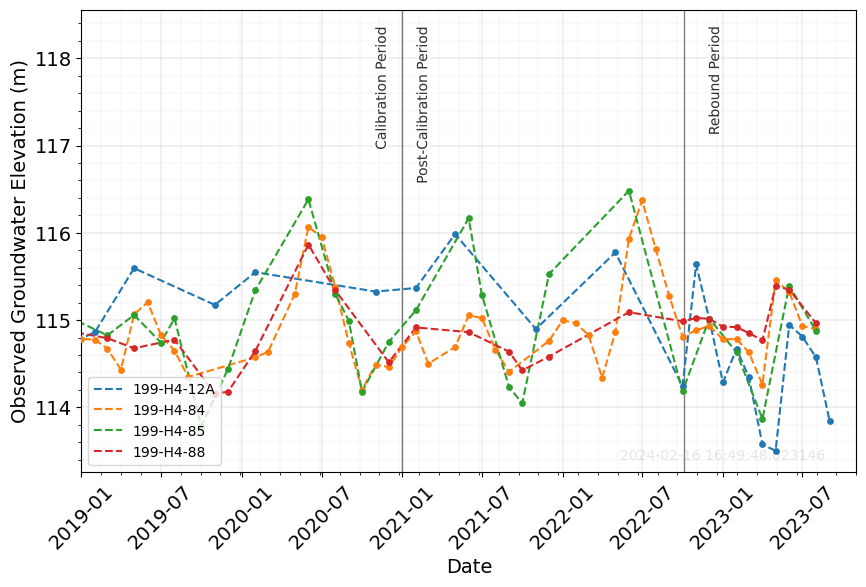 Observed Groundwater Elevation (m)
118
117
116
115
114
Calibration Period
Post-Calibration Period
Rebound Period
199-H4-12A
199-H4-84
199-H4-85
199-H4-88
2024-02-16 16:49:48.023146
2019-01
2019-07
2020-01
2020-07
2021-01
2021-07
2022-01
2022-07
2023-01
2023-07
Date